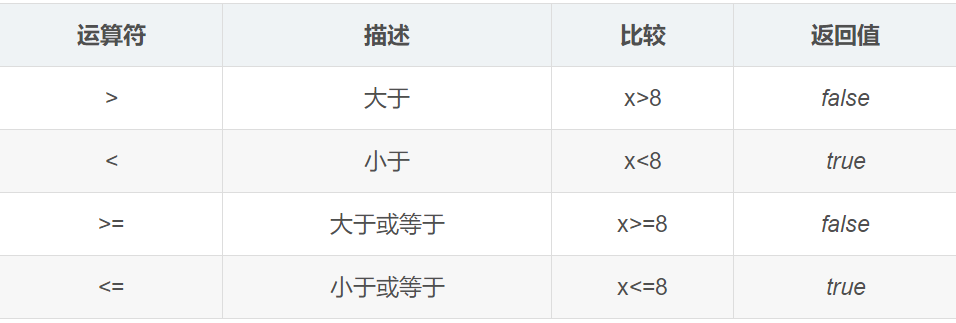 运算符 描述 比较 返回值
> 大于 x>8 false
< 小于 x<8 true
>= 大于或等于 x>=8 false
<= 小于或等于 x<=8 true